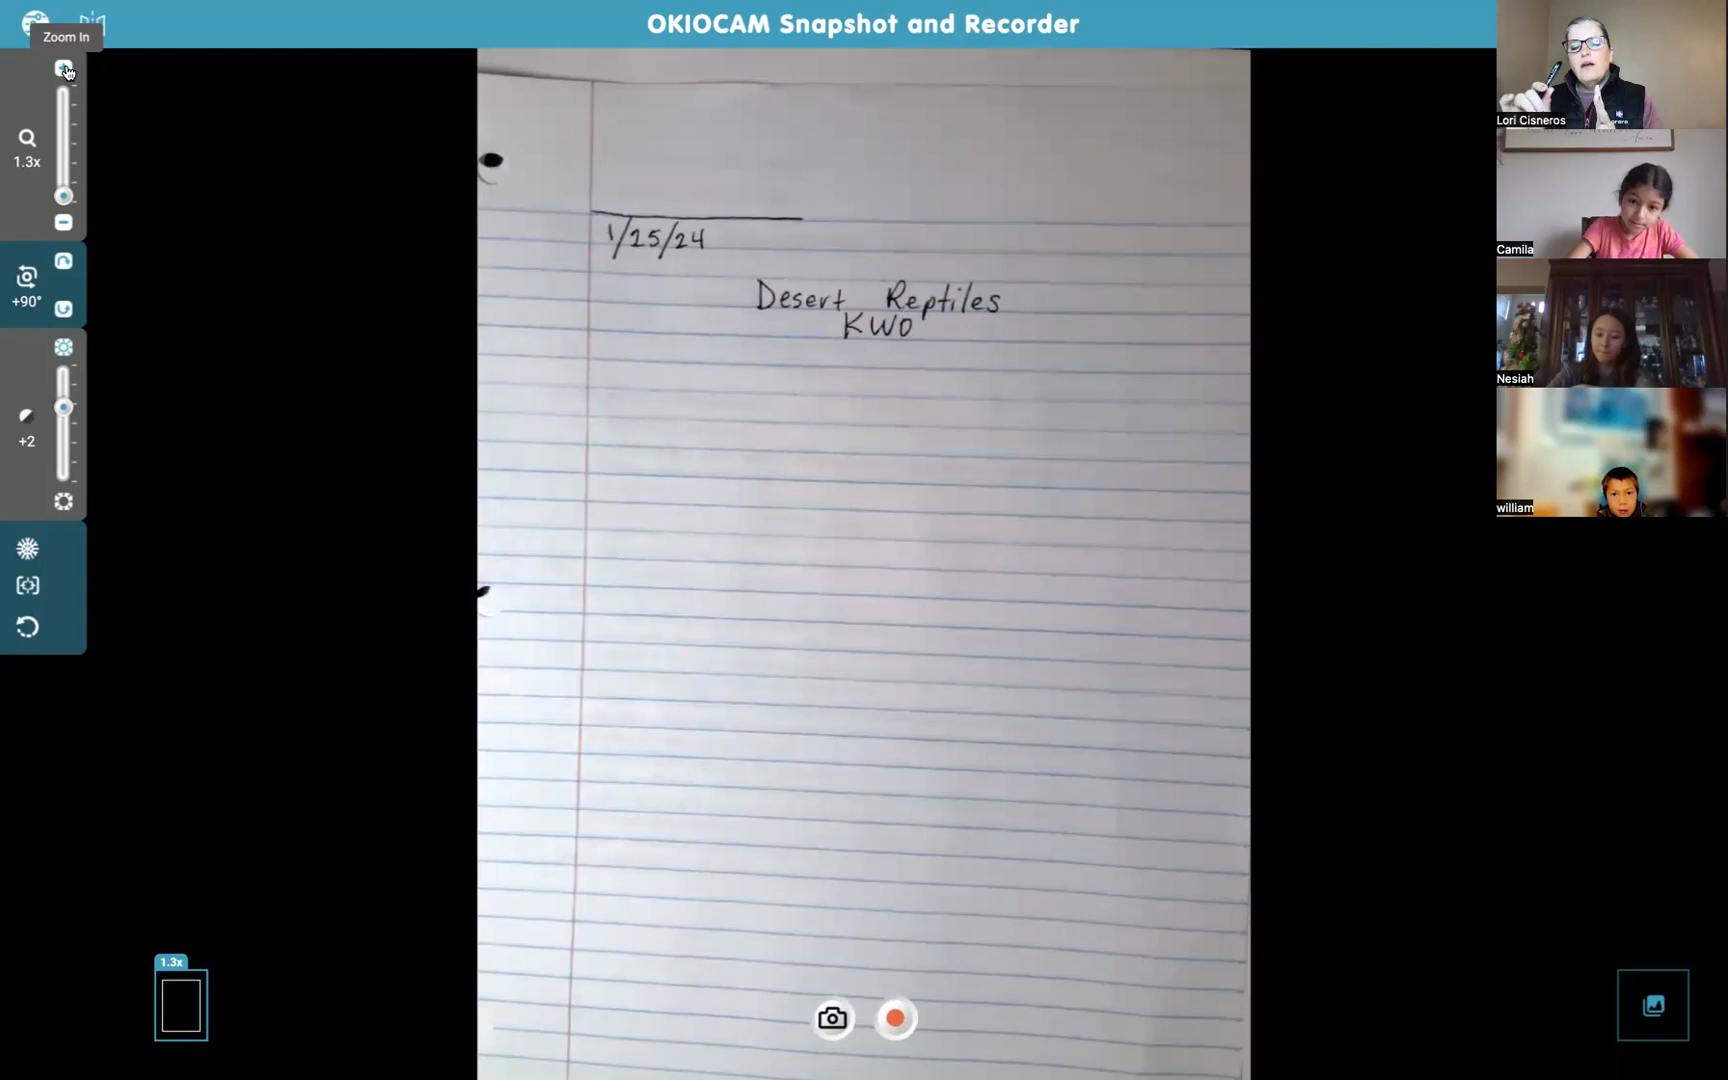 OKIOCAM Snapshot and Recorder
Zoom In
1.3x
+90°
+2
1/25/24
Desert Reptiles
KWO
1.3x
Lori Cisneros
Camila
Nesiah
william